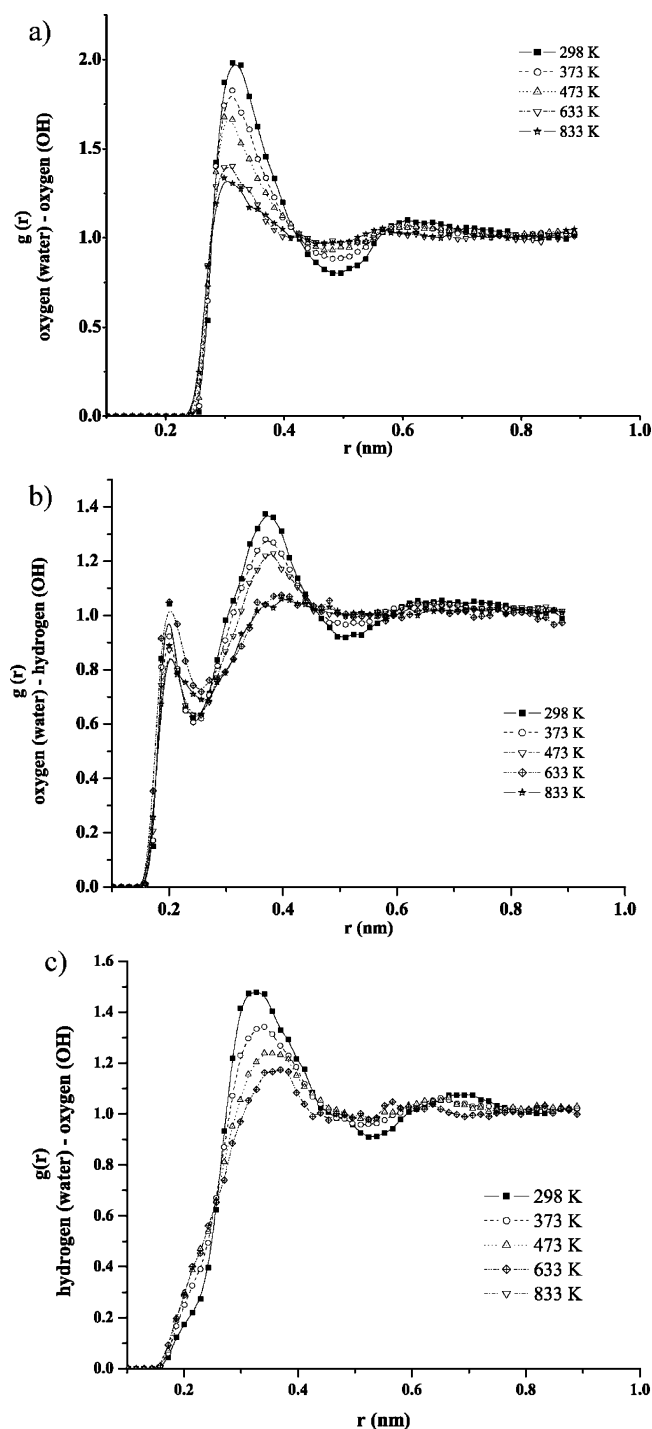 a)
2.0
1.5
1.0
0.5
0.0
g (r)
oxygen (water) - oxygen (OH)
298 K
373 K
473 K
633 K
833 K
0.2
0.4
0.6
0.8
1.0
r (nm)
b)
1.4
1.2
1.0
0.8
0.6
0.4
0.2
0.0
g (r)
oxygen (water) - hydrogen (OH)
298 K
373 K
473 K
633 K
833 K
0.2
0.4
0.6
0.8
1.0
r (nm)
c)
1.6
1.4
1.2
1.0
0.8
0.6
0.4
0.2
0.0
g(r)
hydrogen (water) - oxygen (OH)
298 K
373 K
473 K
633 K
833 K
0.2
0.4
0.6
0.8
1.0
r (nm)